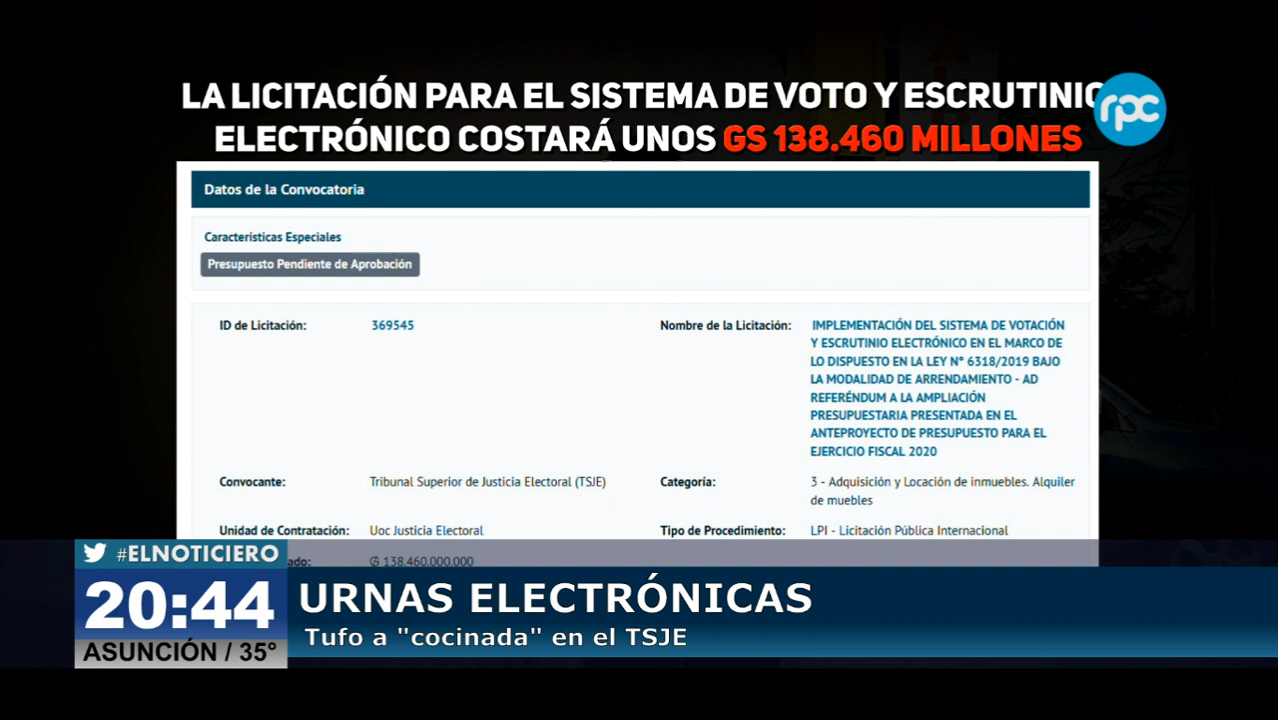 LA LICITACIÓN PARA EL SISTEMA DE VOTO Y ESCRUTINIO
rpc
ELECTRÓNICO COSTARÁ UNOS GS 138.460 MILLONES
Datos de la Convocatoria
Características Especiales
Presupuesto Pendiente de Aprobación
ID de Licitación: 369545
Nombre de la Licitación: IMPLEMENTACIÓN DEL SISTEMA DE VOTACIÓN
Y ESCRUTINIO ELECTRÓNICO EN EL MARCO DE
LO DISPUESTO EN LA LEY N° 6318/2019 BAJO
LA MODALIDAD DE ARRENDAMIENTO - AD
REFERÉNDUM A LA AMPLIACIÓN
PRESUPUESTARIA PRESENTADA EN EL
ANTEPROYECTO DE PRESUPUESTO PARA EL
EJERCICIO FISCAL 2020
Convocante: Tribunal Superior de Justicia Electoral (TSJE)
Categoría: 3 - Adquisición y Locación de inmuebles. Alquiler
de muebles
Unidad de Contratación: Uoc Justicia Electoral
Tipo de Procedimiento: LPI - Licitación Pública Internacional
ado: ₲ 138.460.000.000
#ELNOTICIERO
20:44
ASUNCIÓN / 35°
URNAS ELECTRÓNICAS
Tufo a "cocinada" en el TSJE